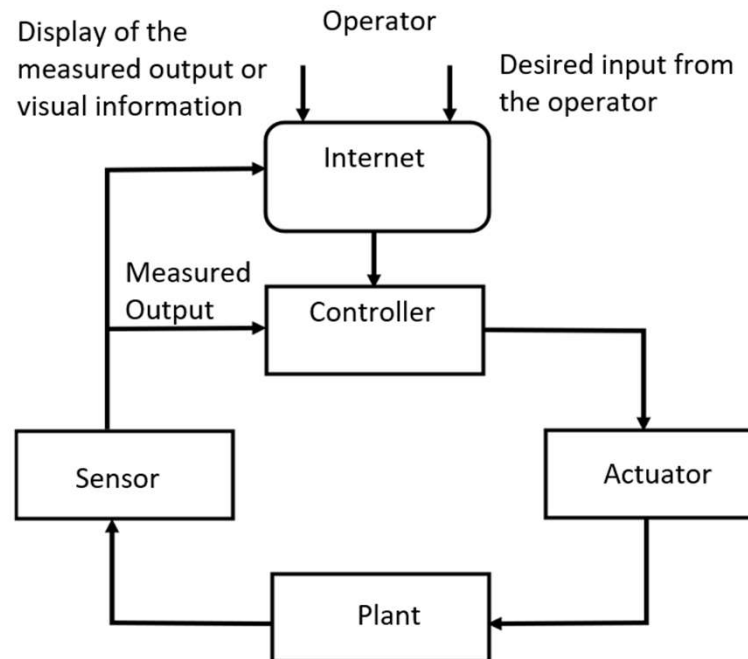 Operator
Display of the
measured output or
visual information
Desired input from
the operator
Internet
Measured
Output
Controller
Sensor
Actuator
Plant